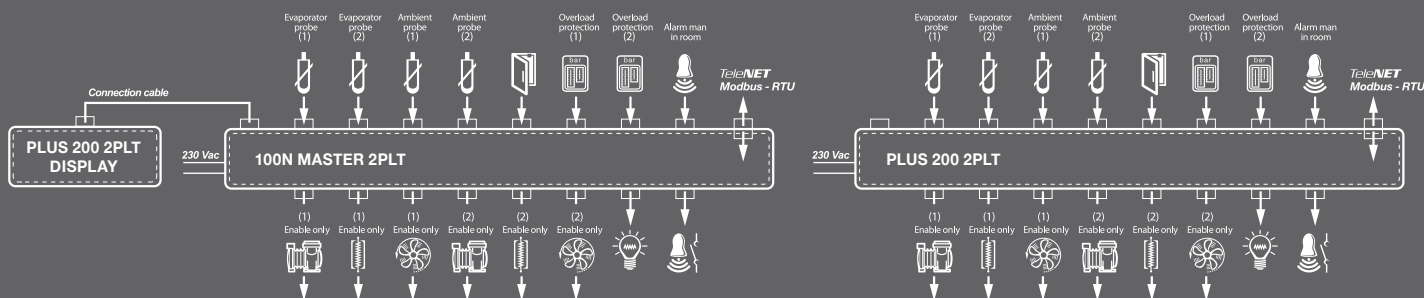 Evaporator
probe
(1)
Evaporator
probe
(2)
Ambient
probe
(1)
Ambient
probe
(2)
Overload
protection
(1)
Overload
protection
(2)
Alarm man
in room
bar
bar
TeleNET
Modbus - RTU
Connection cable
PLUS 200 2PLT
DISPLAY
230 Vac
100N MASTER 2PLT
(1)
Enable only
(1)
Enable only
(1)
Enable only
(2)
Enable only
(2)
Enable only
(2)
Enable only
Evaporator
probe
(1)
Evaporator
probe
(2)
Ambient
probe
(1)
Ambient
probe
(2)
Overload
protection
(1)
Overload
protection
(2)
Alarm man
in room
bar
bar
TeleNET
Modbus - RTU
230 Vac
PLUS 200 2PLT
(1)
Enable only
(1)
Enable only
(1)
Enable only
(2)
Enable only
(2)
Enable only
(2)
Enable only